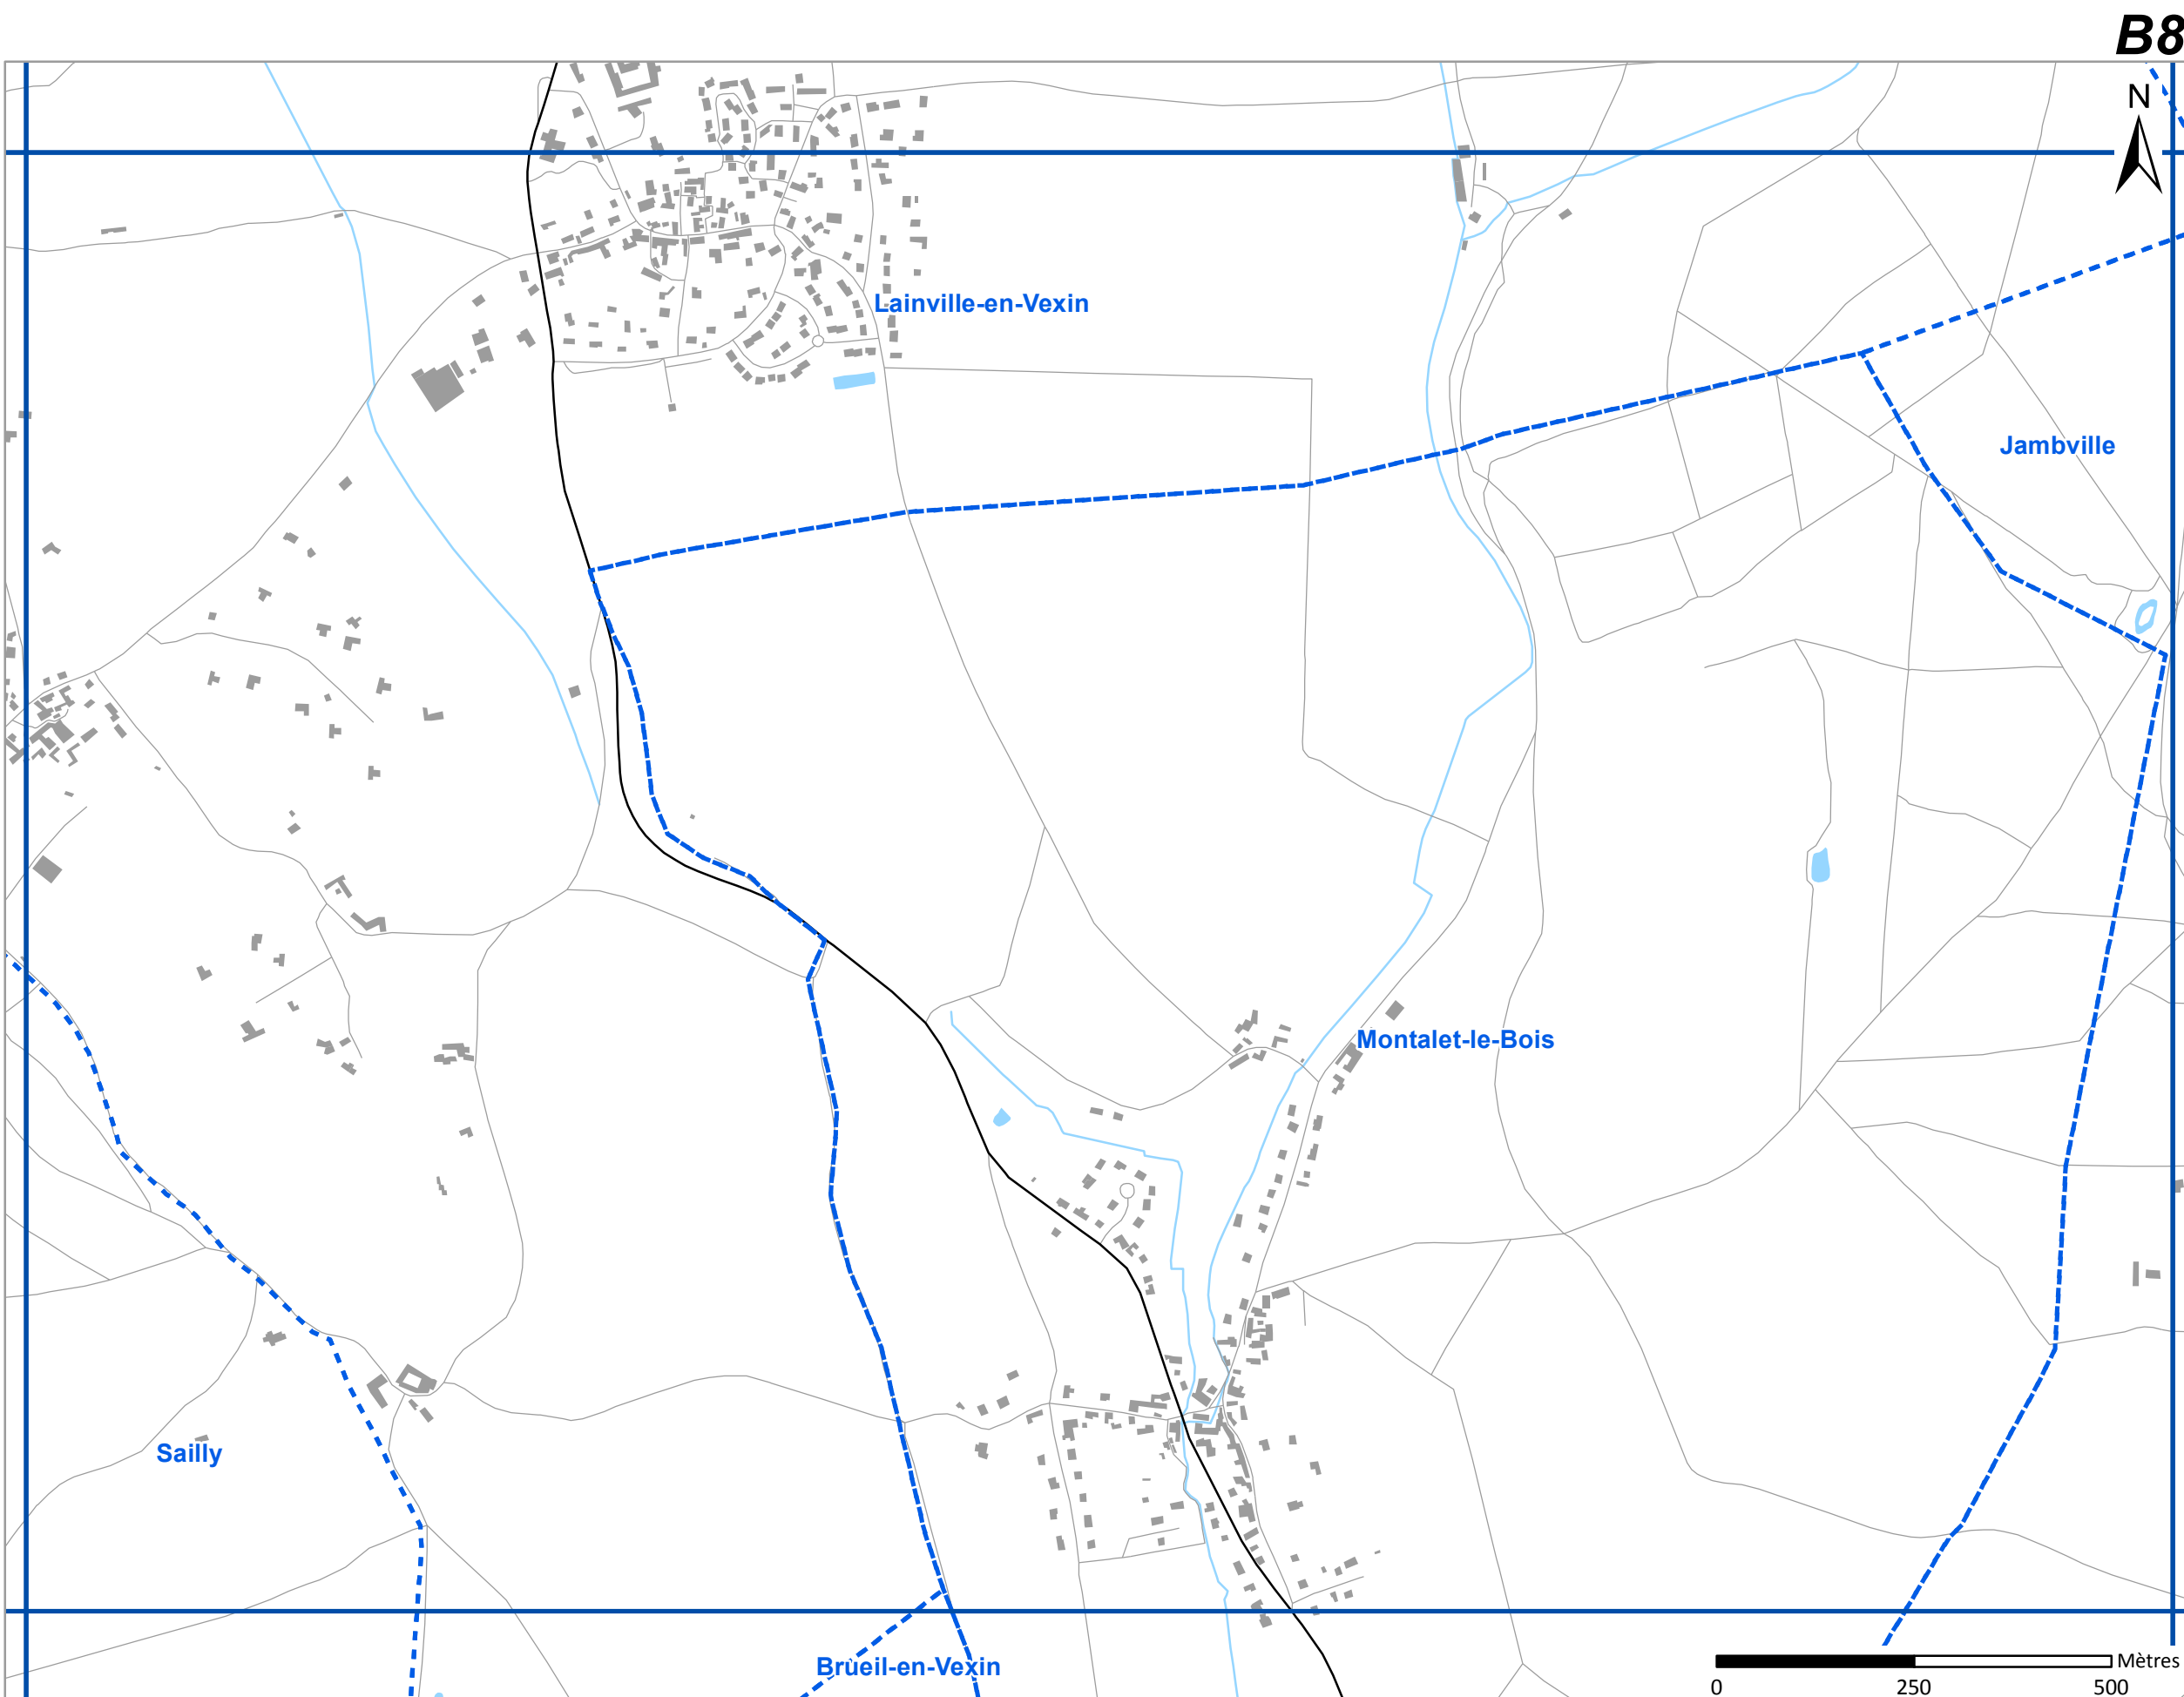 B8
N
Lainville-en-Vexin
Jambville
Montalet-le-Bois
Sailly
Brueil-en-Vexin
Mètres
0 250 500